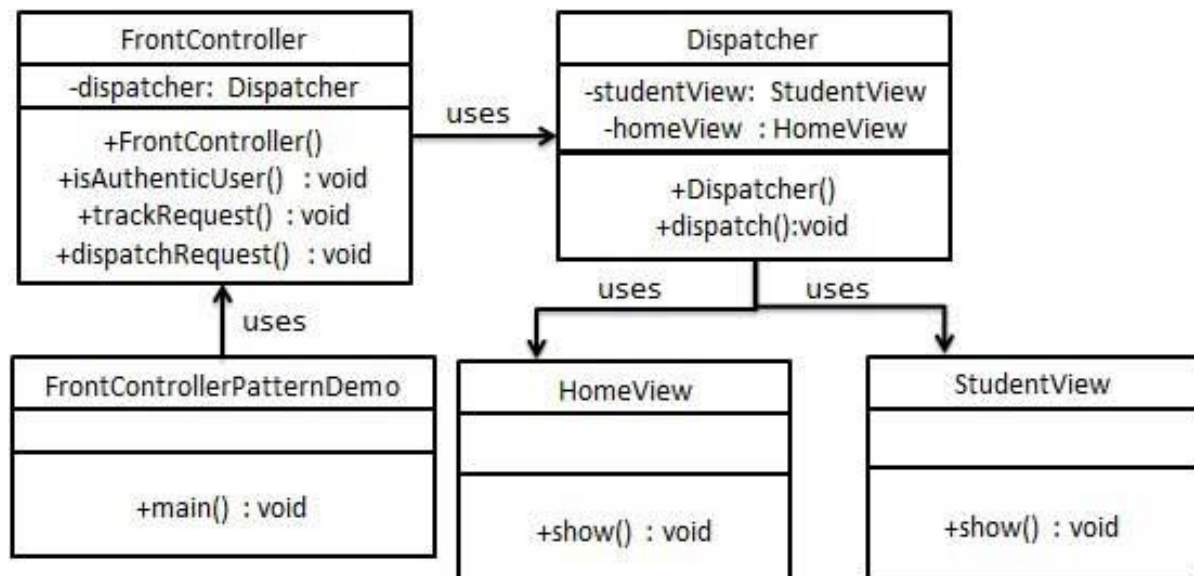 FrontController
-dispatcher: Dispatcher
+FrontController()
+isAuthenticUser() : void
+trackRequest() : void
+dispatchRequest() : void
uses
Dispatcher
-studentView: StudentView
-homeView : HomeView
+Dispatcher()
+dispatch():void
uses
uses
uses
FrontControllerPatternDemo
+main() : void
HomeView
+show() : void
StudentView
+show() : void